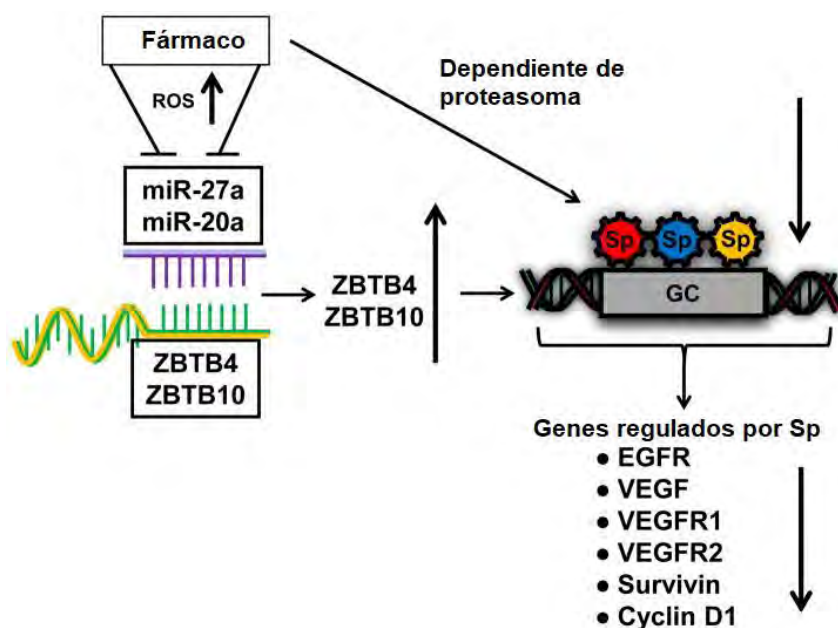 Fármaco
ROS
Dependiente de
proteasoma
miR-27a
miR-20a
Sp
Sp
Sp
GC
ZBTB4
ZBTB10
ZBTB4
ZBTB10
Genes regulados por Sp
● EGFR
● VEGF
● VEGFR1
● VEGFR2
● Survivin
● Cyclin D1